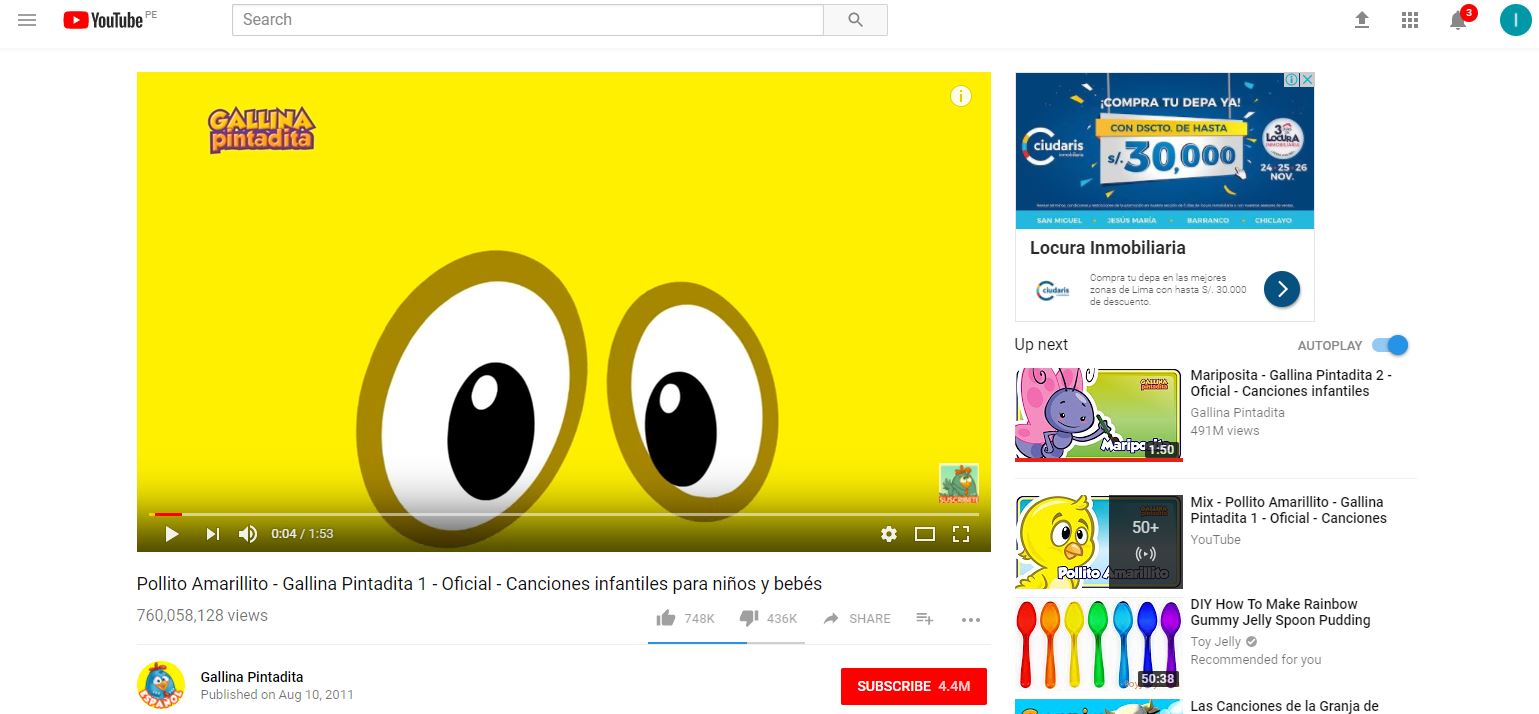 YouTube PE
Search
3
I
GALLINA
pintadita
SUSCRIBETE
0:04 / 1:53
Pollito Amarillito - Gallina Pintadita 1 - Oficial - Canciones infantiles para niños y bebés
760,058,128 views
748K
436K
SHARE
ESPAÑOL
Gallina Pintadita
Published on Aug 10, 2011
SUBSCRIBE 4.4M
¡COMPRA TU DEPA YA!
CON DSCTO. DE HASTA
S/. 30,000
ciudaris
inmobiliaria
LOCURA
INMOBILIARIA
24·25·26
NOV.
SAN MIGUEL • JESÚS MARÍA • BARRANCO • CHICLAYO
Locura Inmobiliaria
ciudaris
Compra tu depa en las mejores
zonas de Lima con hasta S/. 30.000
de descuento.
Up next
AUTOPLAY
GALLINA
pintadita
Mariposita
1:50
Mariposita - Gallina Pintadita 2 -
Oficial - Canciones infantiles
Gallina Pintadita
491M views
50+
Pollito Amarillito
Mix - Pollito Amarillito - Gallina
Pintadita 1 - Oficial - Canciones
YouTube
50:38
DIY How To Make Rainbow
Gummy Jelly Spoon Pudding
Toy Jelly
Recommended for you
Las Canciones de la Granja de